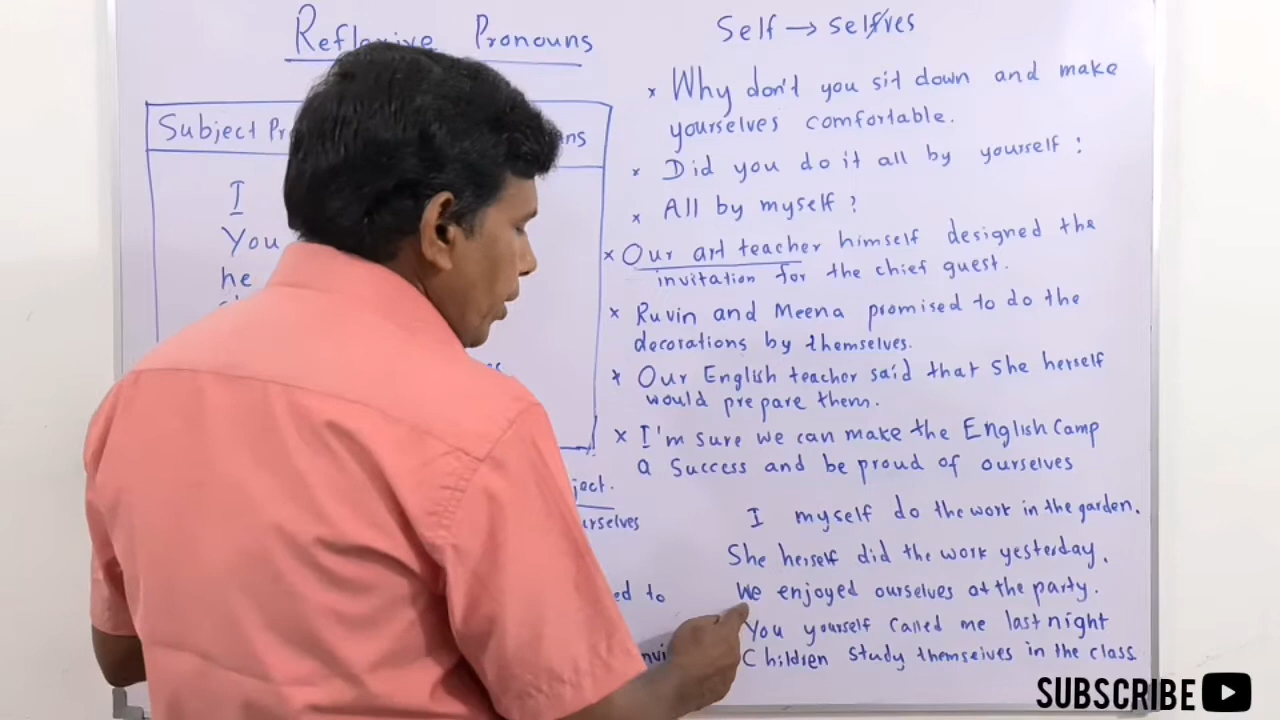 Reflexive Pronouns
Self → selfves
Subject
I
You
he
ject.
urselves
ed to
* Why don't you sit down and make
yourselves comfortable.
* Did you do it all by yourself ?
* All by myself ?
* Our art teacher himself designed the
invitation for the chief quest.
* Ruvin and Meena promised to do the
decorations by themselves.
* Our English teacher said that she herself
would prepare them.
* I'm sure we can make the English Camp
a success and be proud of ourselves
I myself do the work in the garden.
She herself did the work yesterday.
We enjoyed ourselves at the party.
You yourself called me last night
Children study themselves in the class
SUBSCRIBE